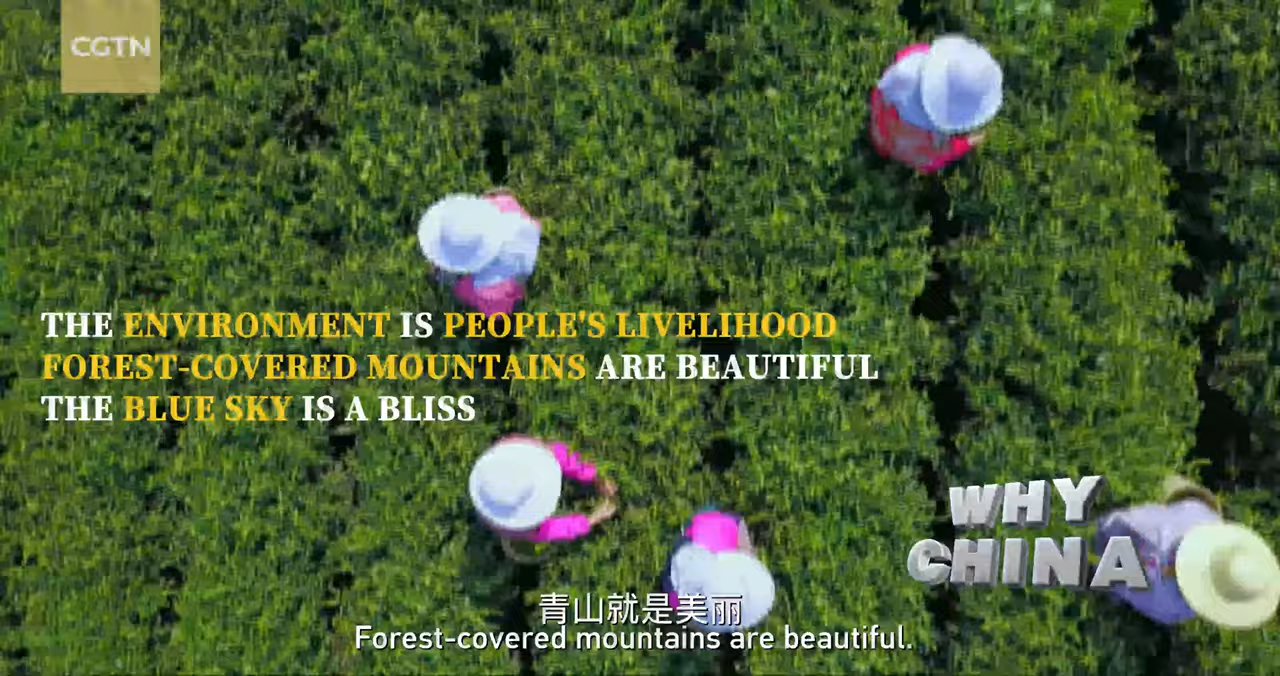 CGTN
THE ENVIRONMENT IS PEOPLE'S LIVELIHOOD
FOREST-COVERED MOUNTAINS ARE BEAUTIFUL
THE BLUE SKY IS A BLISS
WHY
CHINA
青山就是美丽
Forest-covered mountains are beautiful.